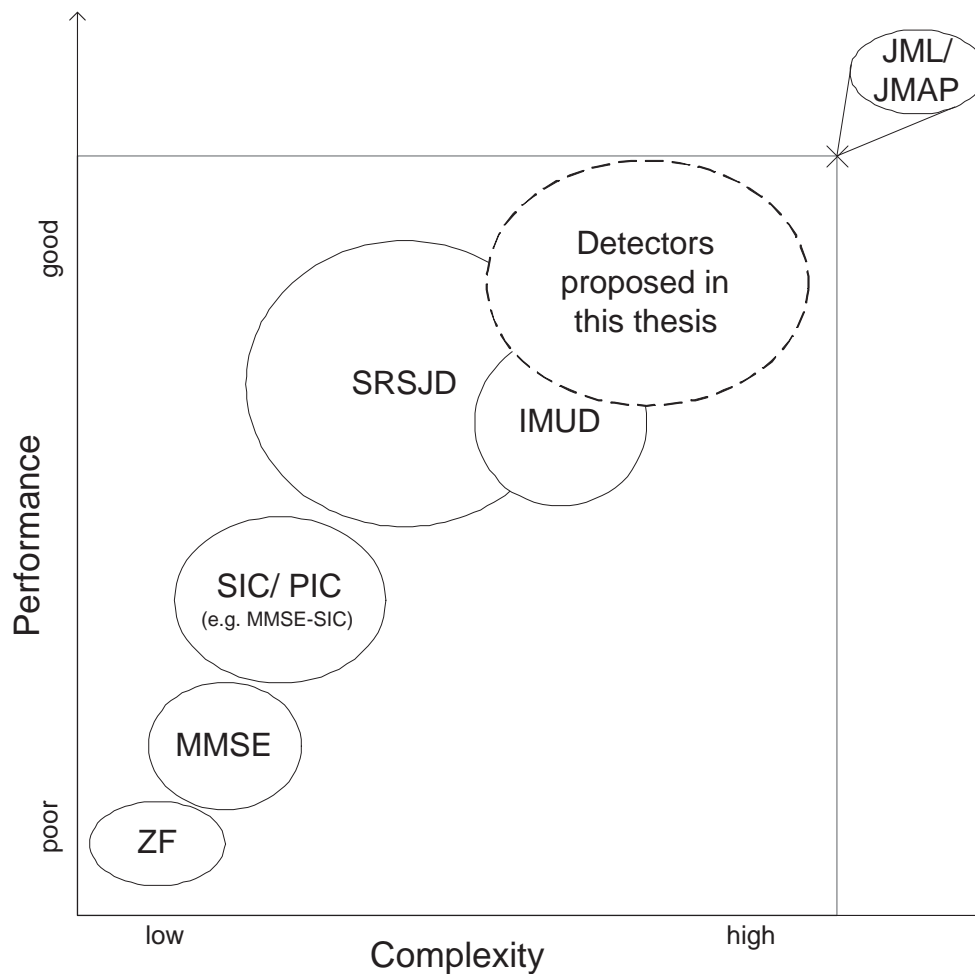 JML/
JMAP
good
Detectors
proposed in
this thesis
SRSJD
IMUD
Performance
SIC/ PIC
(e.g. MMSE-SIC)
MMSE
poor
ZF
low
high
Complexity